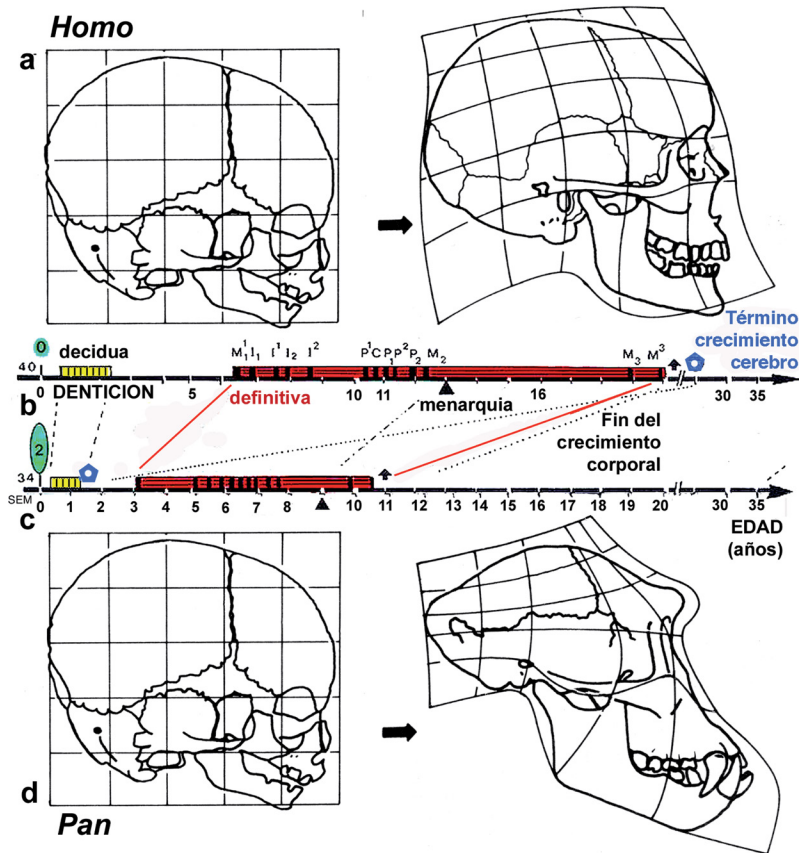 Homo
a
M¹₁ I₁ I¹ I₂ I² P¹ C P₁ P² P₂ M₂ M₃ M³
Término
crecimiento
cerebro
0 decidua
40
0 DENTICION 5 definitiva 10 11 menarquia 16 30 35
b
Fin del
crecimiento
corporal
2
34
SEM 0 1 2 3 4 5 6 7 8 9 10 11 12 13 14 15 16 17 18 19 20 30 35
c
EDAD
(años)
d
Pan